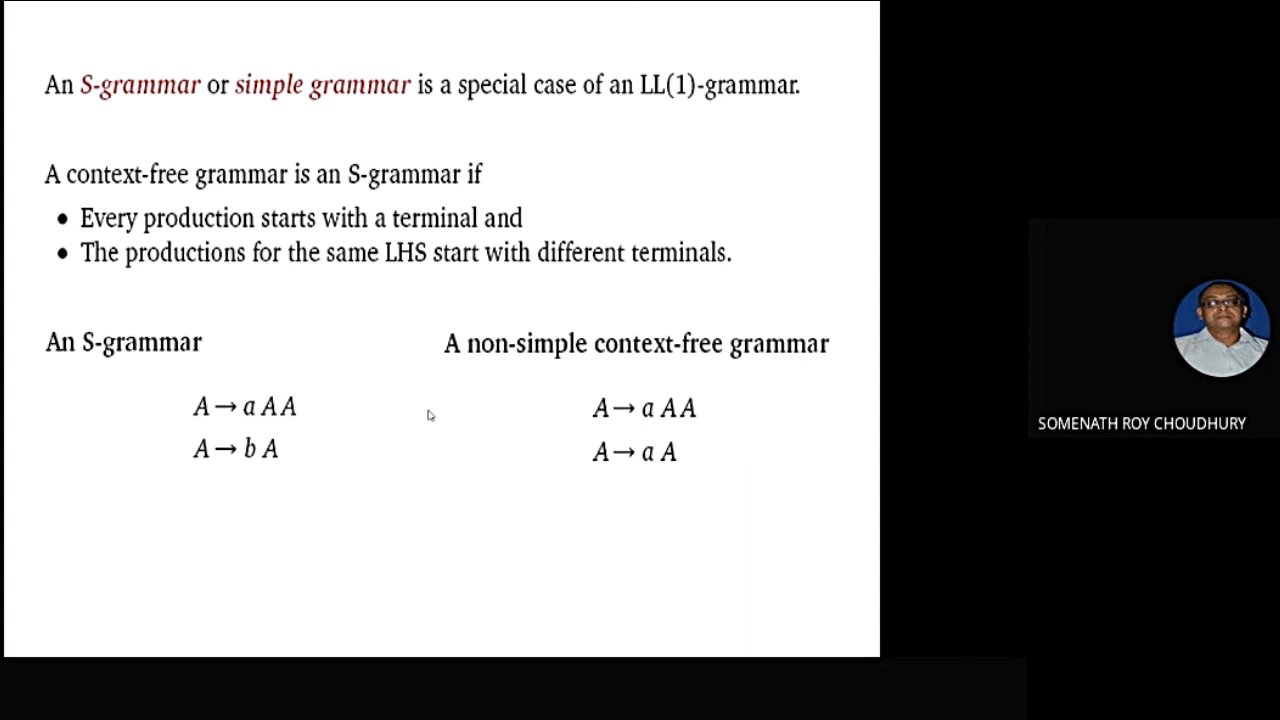 An S-grammar or simple grammar is a special case of an LL(1)-grammar.
A context-free grammar is an S-grammar if
• Every production starts with a terminal and
• The productions for the same LHS start with different terminals.
An S-grammar
A → a A A
A → b A
A non-simple context-free grammar
A → a A A
A → a A
SOMENATH ROY CHOUDHURY